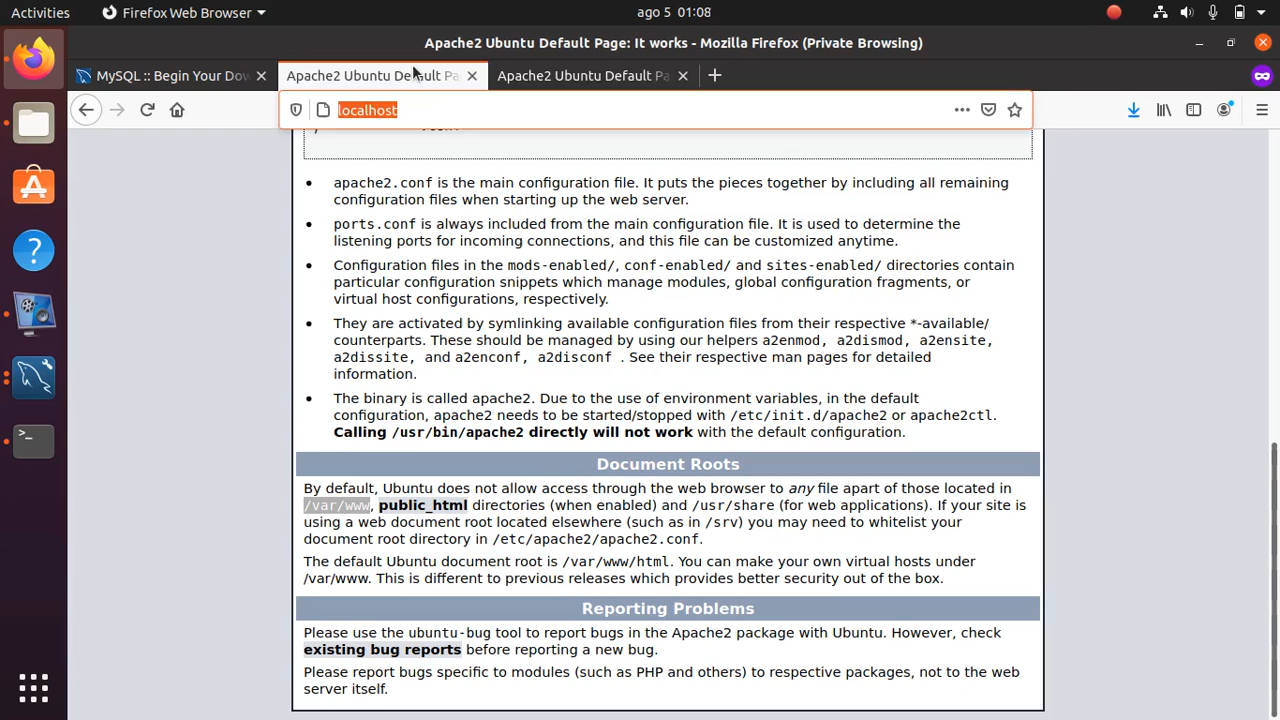 Activities
Firefox Web Browser
ago 5 01:08
Apache2 Ubuntu Default Page: It works - Mozilla Firefox (Private Browsing)
MySQL :: Begin Your Dow
Apache2 Ubuntu Default Pa
Apache2 Ubuntu Default Pa
localhost
apache2.conf is the main configuration file. It puts the pieces together by including all remaining
configuration files when starting up the web server.
ports.conf is always included from the main configuration file. It is used to determine the
listening ports for incoming connections, and this file can be customized anytime.
Configuration files in the mods-enabled/, conf-enabled/ and sites-enabled/ directories contain
particular configuration snippets which manage modules, global configuration fragments, or
virtual host configurations, respectively.
They are activated by symlinking available configuration files from their respective *-available/
counterparts. These should be managed by using our helpers a2enmod, a2dismod, a2ensite,
a2dissite, and a2enconf, a2disconf . See their respective man pages for detailed
information.
The binary is called apache2. Due to the use of environment variables, in the default
configuration, apache2 needs to be started/stopped with /etc/init.d/apache2 or apache2ctl.
Calling /usr/bin/apache2 directly will not work with the default configuration.
Document Roots
By default, Ubuntu does not allow access through the web browser to any file apart of those located in
/var/www, public_html directories (when enabled) and /usr/share (for web applications). If your site is
using a web document root located elsewhere (such as in /srv) you may need to whitelist your
document root directory in /etc/apache2/apache2.conf.
The default Ubuntu document root is /var/www/html. You can make your own virtual hosts under
/var/www. This is different to previous releases which provides better security out of the box.
Reporting Problems
Please use the ubuntu-bug tool to report bugs in the Apache2 package with Ubuntu. However, check
existing bug reports before reporting a new bug.
Please report bugs specific to modules (such as PHP and others) to respective packages, not to the web
server itself.